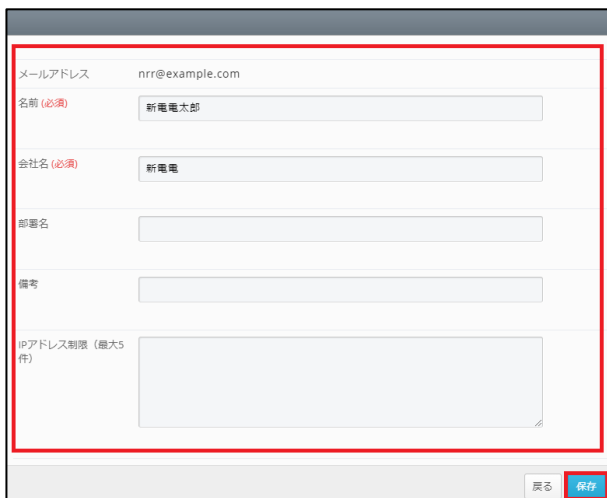 メールアドレス nrr@example.com
名前 (必須) 新電電太郎
会社名 (必須) 新電電
部署名
備考
IPアドレス制限（最大5
件）
戻る 保存